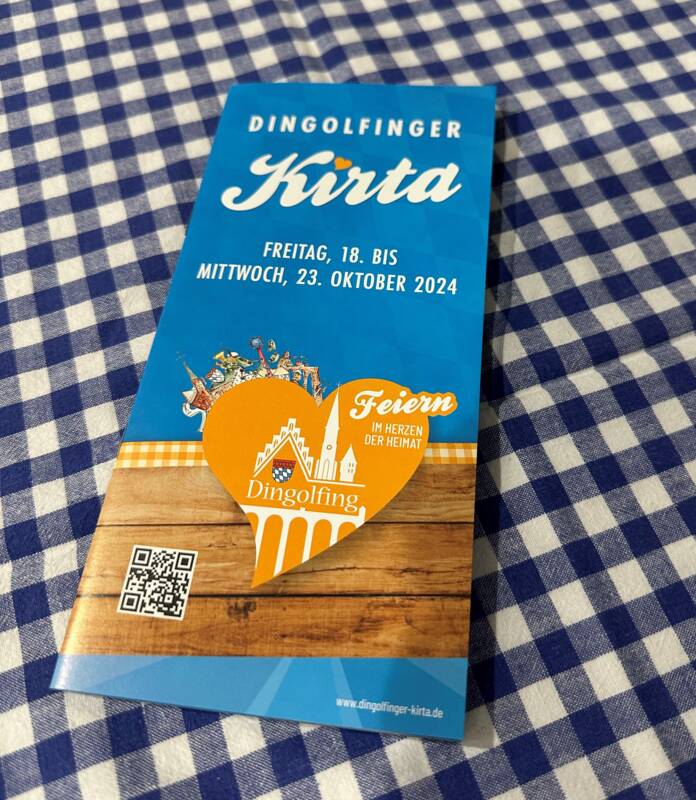 DINGOLFINGER
Kirta
FREITAG, 18. BIS
MITTWOCH, 23. OKTOBER 2024
Feiern
IM HERZEN
DER HEIMAT
Dingolfing
www.dingolfinger-kirta.de